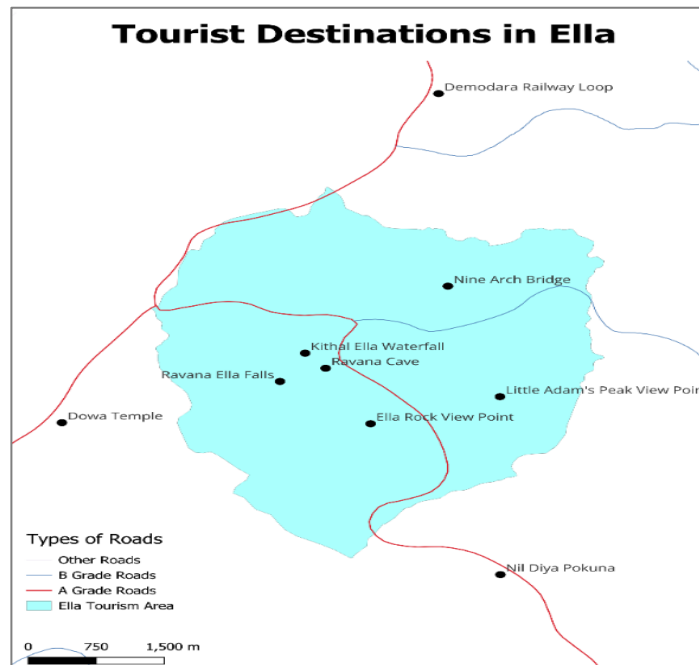 Tourist Destinations in Ella
Demodara Railway Loop
Nine Arch Bridge
Kithal Ella Waterfall
Ravana Cave
Ravana Ella Falls
Little Adam's Peak View Poin
Dowa Temple
Ella Rock View Point
Nil Diya Pokuna
Types of Roads
Other Roads
B Grade Roads
A Grade Roads
Ella Tourism Area
0 750 1,500 m